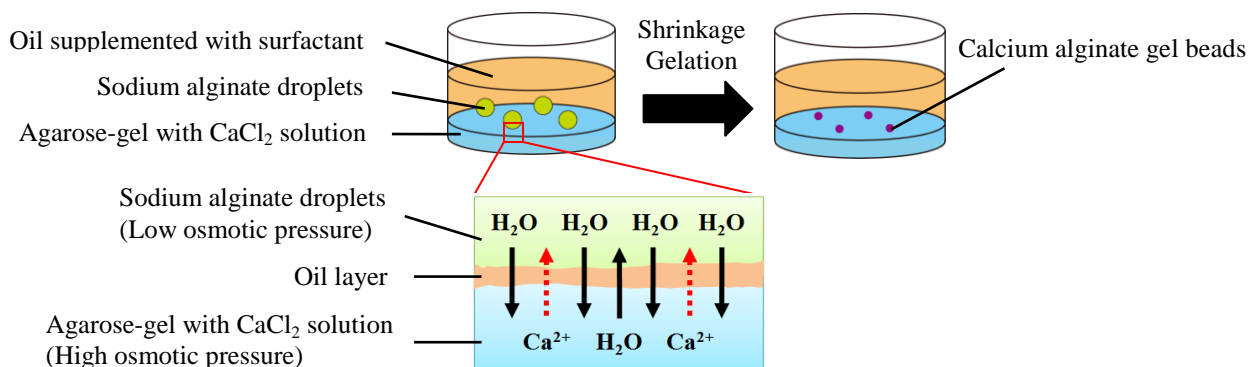 Oil supplemented with surfactant
Sodium alginate droplets
Agarose-gel with CaCl₂ solution
Shrinkage
Gelation
Calcium alginate gel beads
Sodium alginate droplets
(Low osmotic pressure)
Oil layer
Agarose-gel with CaCl₂ solution
(High osmotic pressure)
H₂O H₂O H₂O H₂O
Ca²⁺ H₂O Ca²⁺